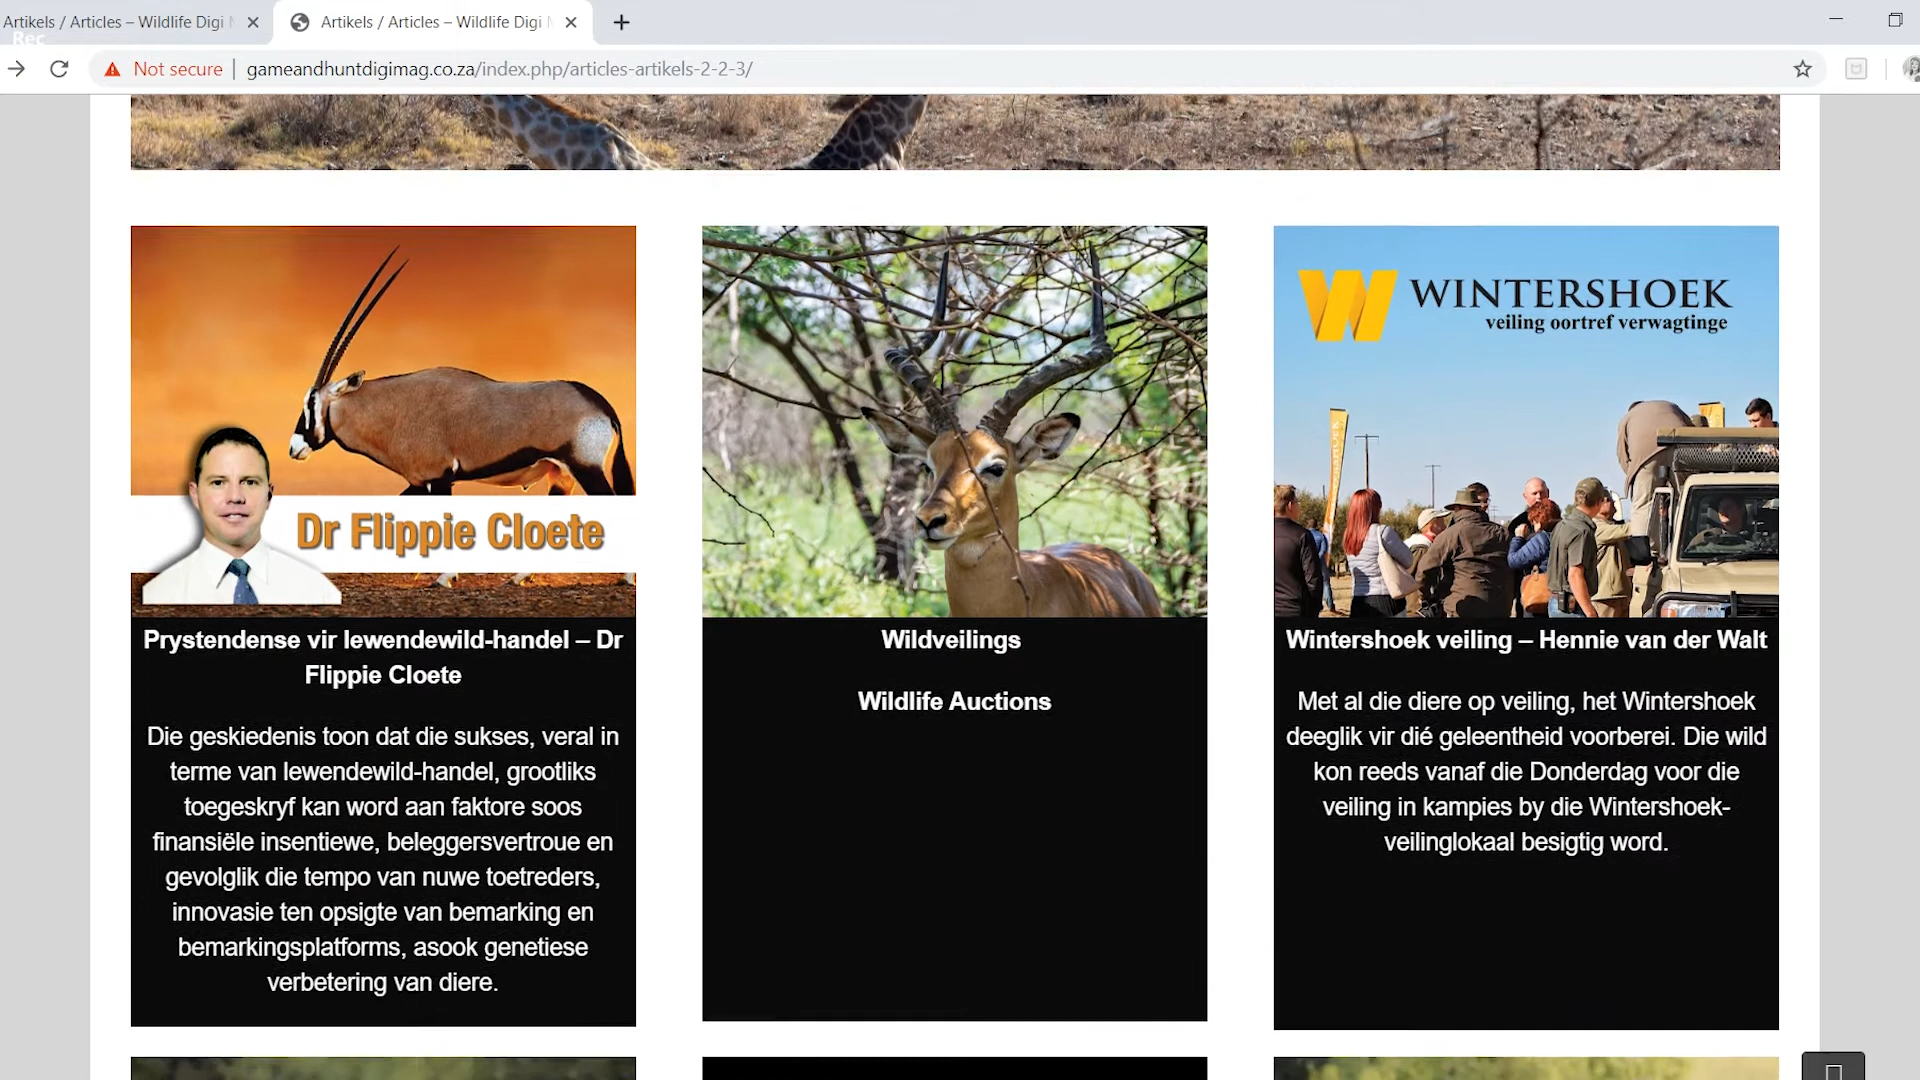 Artikels / Articles – Wildlife Digi
Artikels / Articles – Wildlife Digi
Rec
Not secure | gameandhuntdigimag.co.za/index.php/articles-artikels-2-2-3/
WINTERSHOEK
veiling oortref verwagtinge
Dr Flippie Cloete
Prystendense vir lewendewild-handel – Dr
Flippie Cloete
Die geskiedenis toon dat die sukses, veral in
terme van lewendewild-handel, grootliks
toegeskryf kan word aan faktore soos
finansiële insentiewe, beleggersvertroue en
gevolglik die tempo van nuwe toetreders,
innovasie ten opsigte van bemarking en
bemarkingsplatforms, asook genetiese
verbetering van diere.
Wildveilings
Wildlife Auctions
Wintershoek veiling – Hennie van der Walt
Met al die diere op veiling, het Wintershoek
deeglik vir dié geleentheid voorberei. Die wild
kon reeds vanaf die Donderdag voor die
veiling in kampies by die Wintershoek-
veilinglokaal besigtig word.